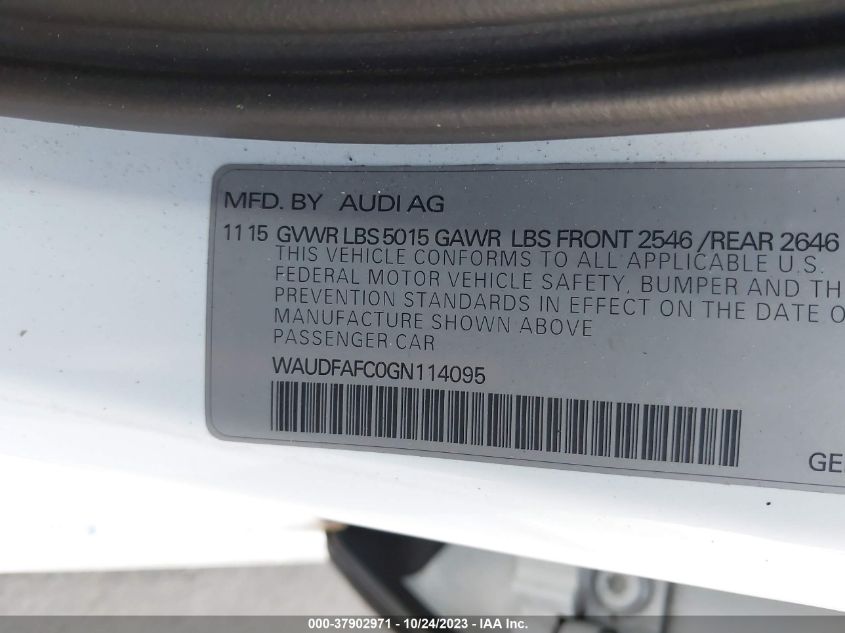 MFD. BY AUDI AG
11 15 GVWR LBS 5015 GAWR LBS FRONT 2546 /REAR 2646
THIS VEHICLE CONFORMS TO ALL APPLICABLE U.S.
FEDERAL MOTOR VEHICLE SAFETY, BUMPER AND TH
PREVENTION STANDARDS IN EFFECT ON THE DATE O
MANUFACTURE SHOWN ABOVE
PASSENGER CAR
WAUDFAFC0GN114095
GE
000-37902971 - 10/24/2023 - IAA Inc.